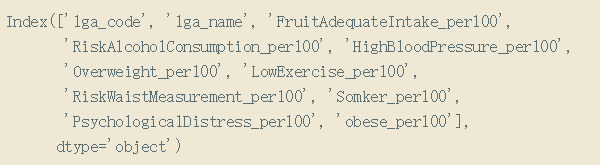 Index(['lga_code', 'lga_name', 'FruitAdequateIntake_per100',
'RiskAlcoholConsumption_per100', 'HighBloodPressure_per100',
'Overweight_per100', 'LowExercise_per100',
'RiskWaistMeasurement_per100', 'Somker_per100',
'PsychologicalDistress_per100', 'obese_per100'],
dtype='object')